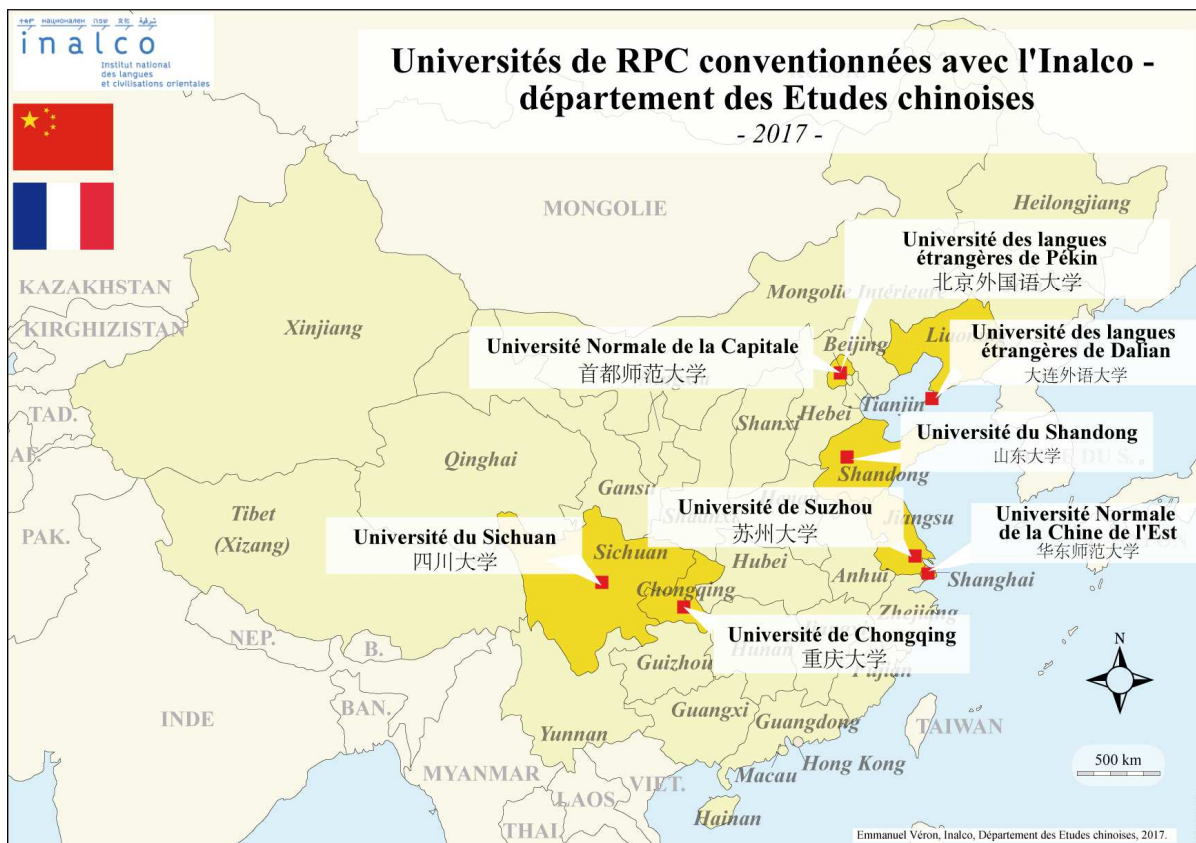 inalco
Institut national
des langues
et civilisations orientales
Universités de RPC conventionnées avec l'Inalco -
département des Etudes chinoises
- 2017 -
MONGOLIE
Heilongjiang
KAZAKHSTAN
KIRGHIZISTAN
Xinjiang
Université des langues
étrangères de Pékin
北京外国语大学
Mongolie Intérieure
Beijing
Université Normale de la Capitale
首都师范大学
Université des langues
étrangères de Dalian
大连外语大学
TAD.
AF.
PAK.
Shanxi
Hebei
Tianjin
Qinghai
Université du Shandong
山东大学
Shandong
Gansu
Tibet
(Xizang)
Université de Suzhou
苏州大学
Jiangsu
Université Normale
de la Chine de l'Est
华东师范大学
Université du Sichuan
四川大学
Sichuan
Hubei
Anhui
Shanghai
Chongqing
Zhejiang
Université de Chongqing
重庆大学
NEP.
B.
Guizhou
Hunan
Fujian
INDE
BAN.
Yunnan
Guangxi
Guangdong
TAIWAN
MYANMAR
Macau
Hong Kong
LAOS
VIET.
THAI.
Hainan
N
500 km
Emmanuel Véron, Inalco, Département des Etudes chinoises, 2017.